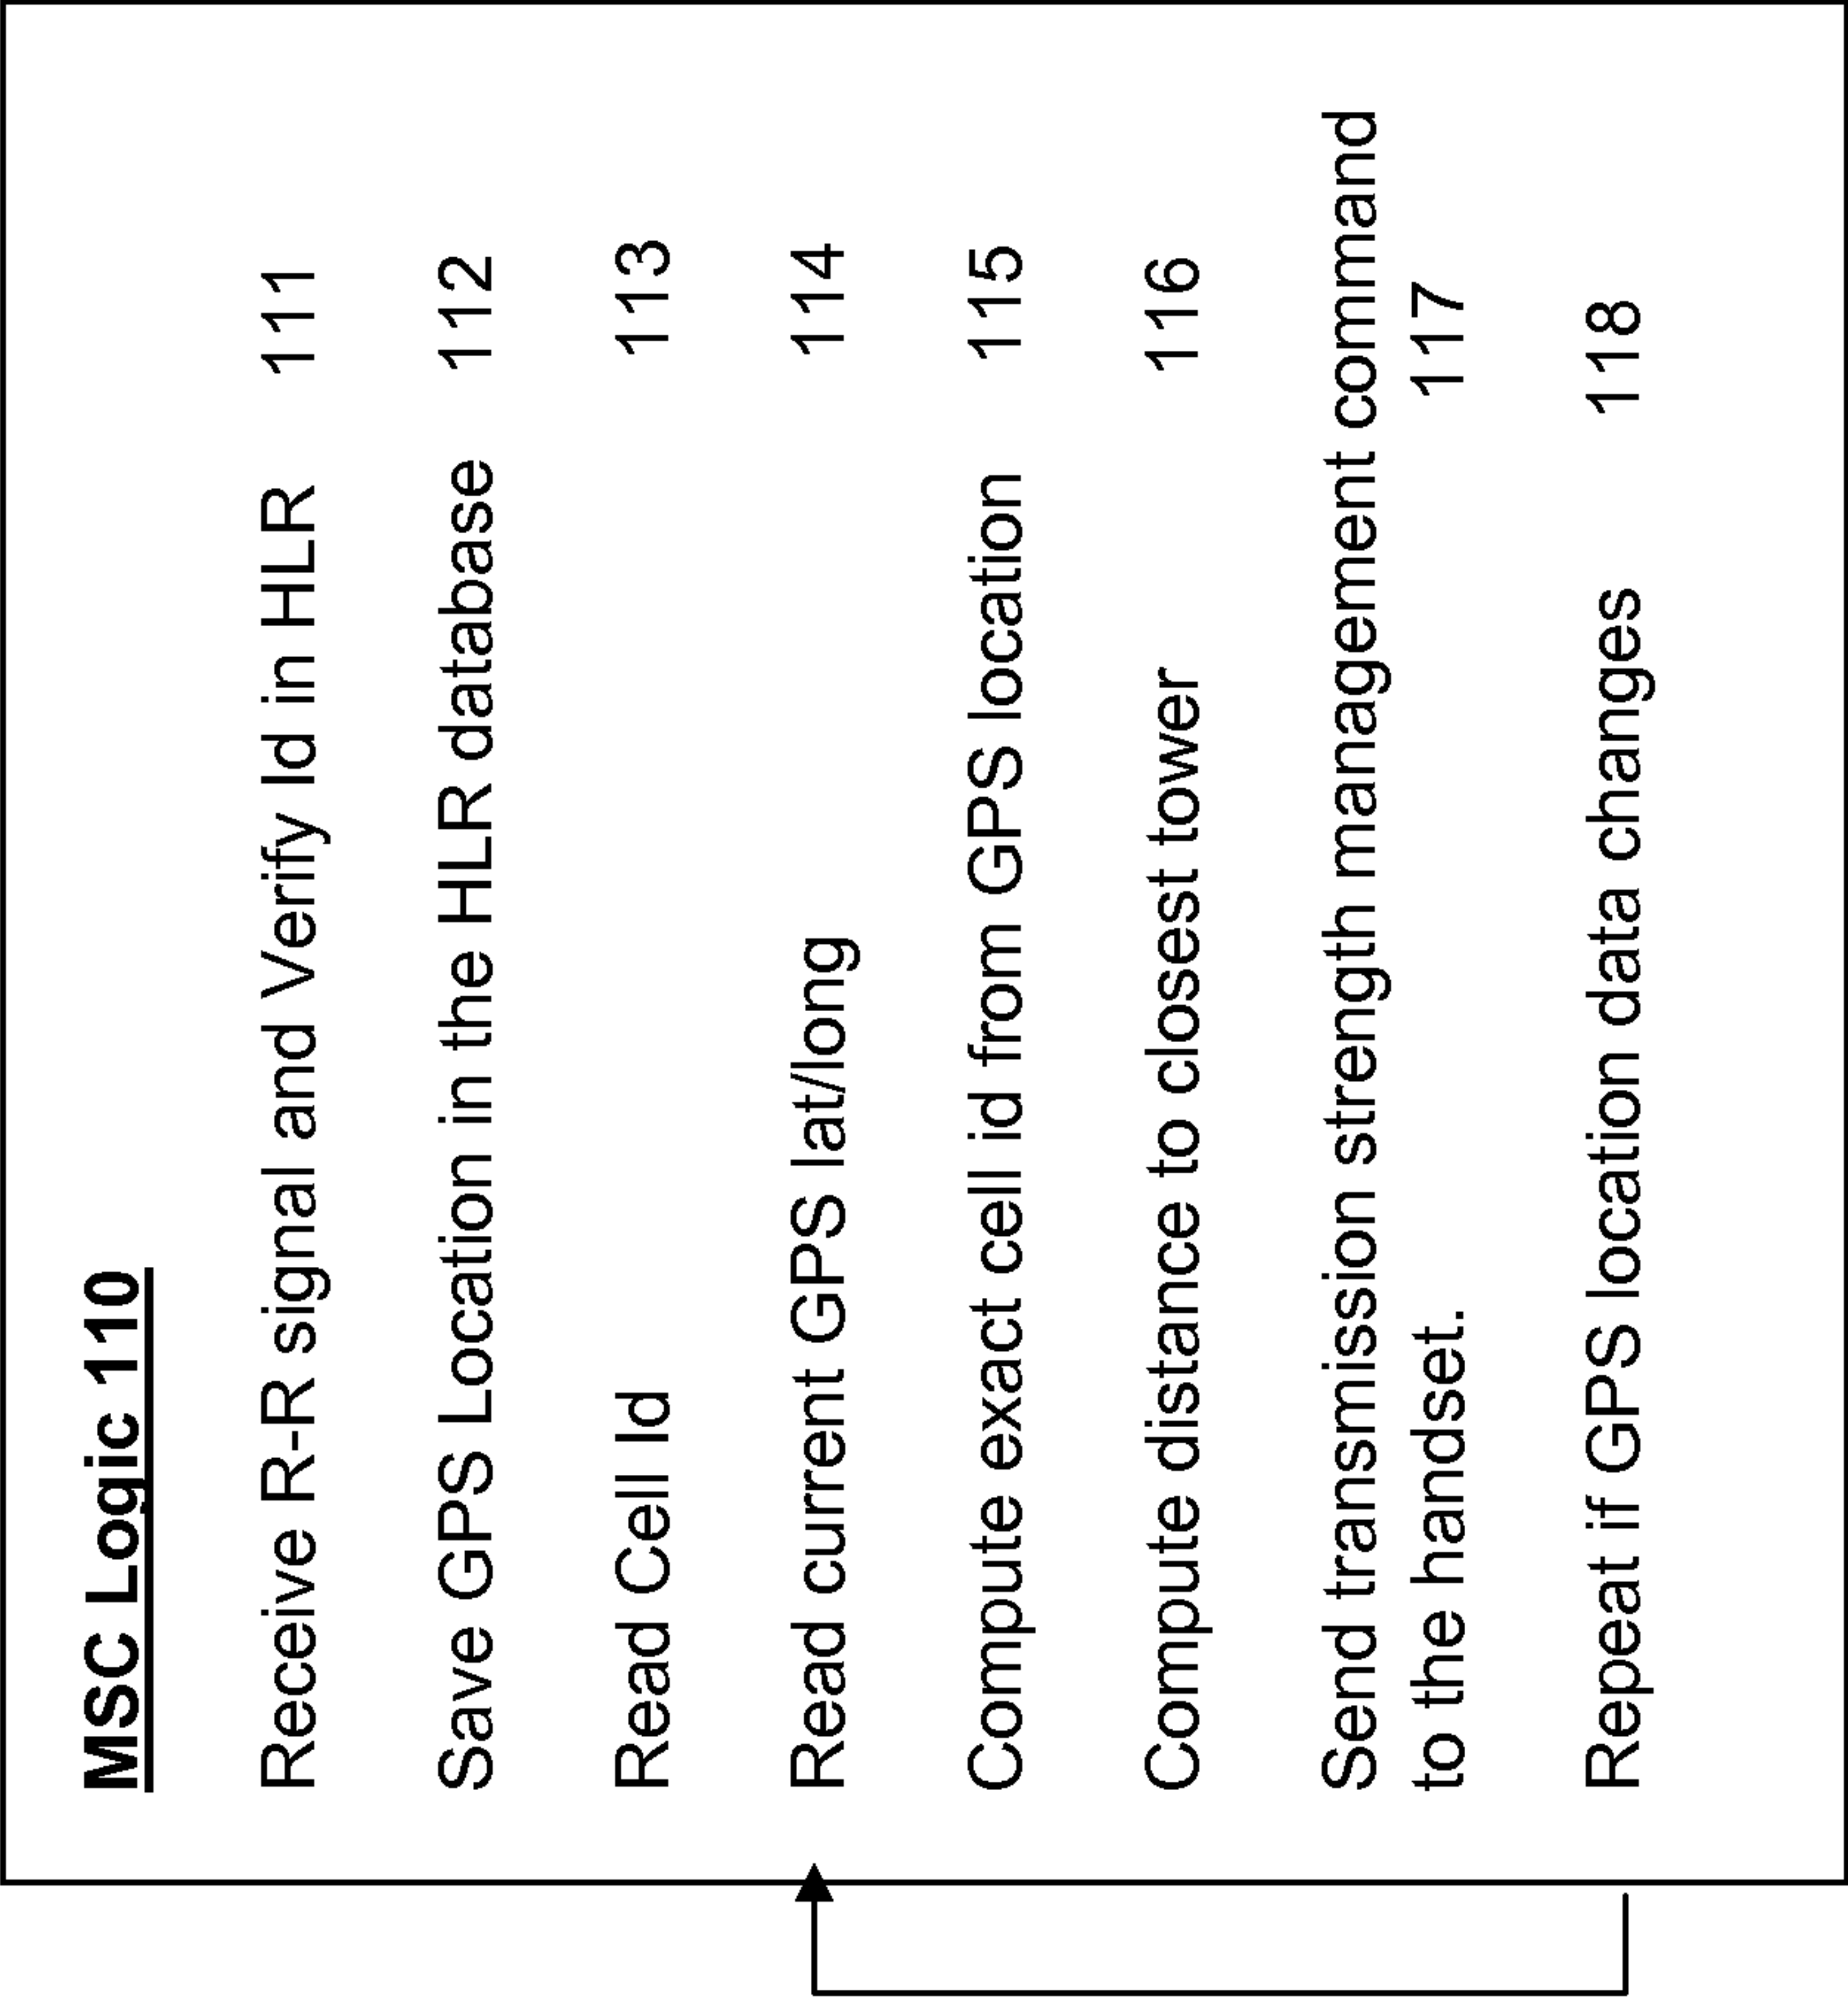 MSC Logic 110
Receive R-R signal and Verify Id in HLR 111
Save GPS Location in the HLR database 112
Read Cell Id 113
Read current GPS lat/long 114
Compute exact cell id from GPS location 115
Compute distance to closest tower 116
Send transmission strength management command
to the handset. 117
Repeat if GPS location data changes 118